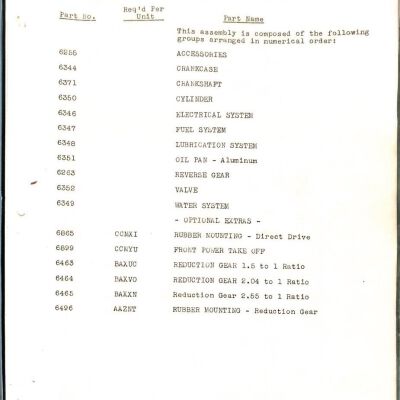 Part No. Req'd Per Unit Part Name
This assembly is composed of the following
groups arranged in numerical order:
6255 ACCESSORIES
6344 CRANKCASE
6371 CRANKSHAFT
6350 CYLINDER
6346 ELECTRICAL SYSTEM
6347 FUEL SYSTEM
6348 LUBRICATION SYSTEM
6351 OIL PAN - Aluminum
6263 REVERSE GEAR
6352 VALVE
6349 WATER SYSTEM
- OPTIONAL EXTRAS -
6865 CCMXI RUBBER MOUNTING - Direct Drive
6899 CCNYU FRONT POWER TAKE OFF
6463 BAXUC REDUCTION GEAR 1.5 to 1 Ratio
6464 BAXVO REDUCTION GEAR 2.04 to 1 Ratio
6465 BAXXN Reduction Gear 2.55 to 1 Ratio
6496 AAZNT RUBBER MOUNTING - Reduction Gear